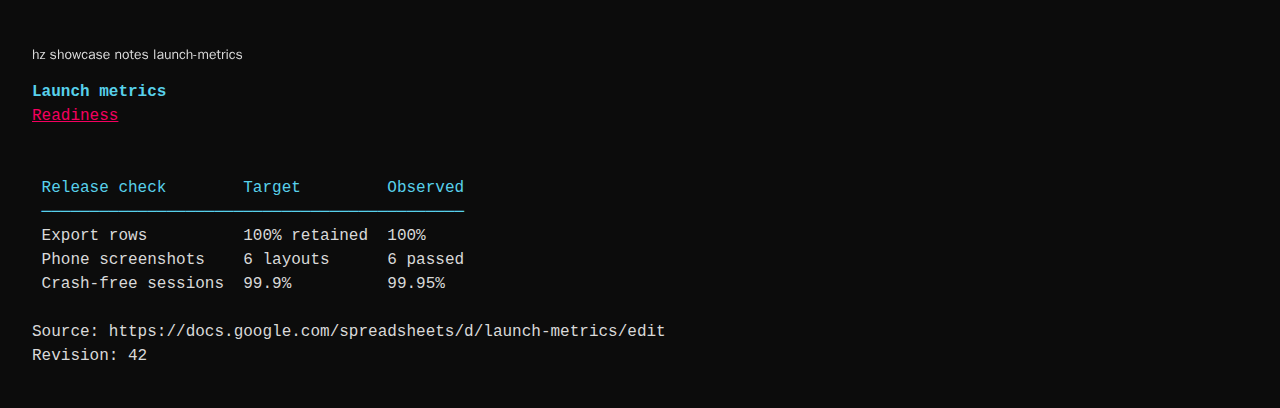 hz showcase notes launch-metrics
Launch metrics
Readiness
Release check Target Observed
Export rows 100% retained 100%
Phone screenshots 6 layouts 6 passed
Crash-free sessions 99.9% 99.95%
Source: https://docs.google.com/spreadsheets/d/launch-metrics/edit
Revision: 42